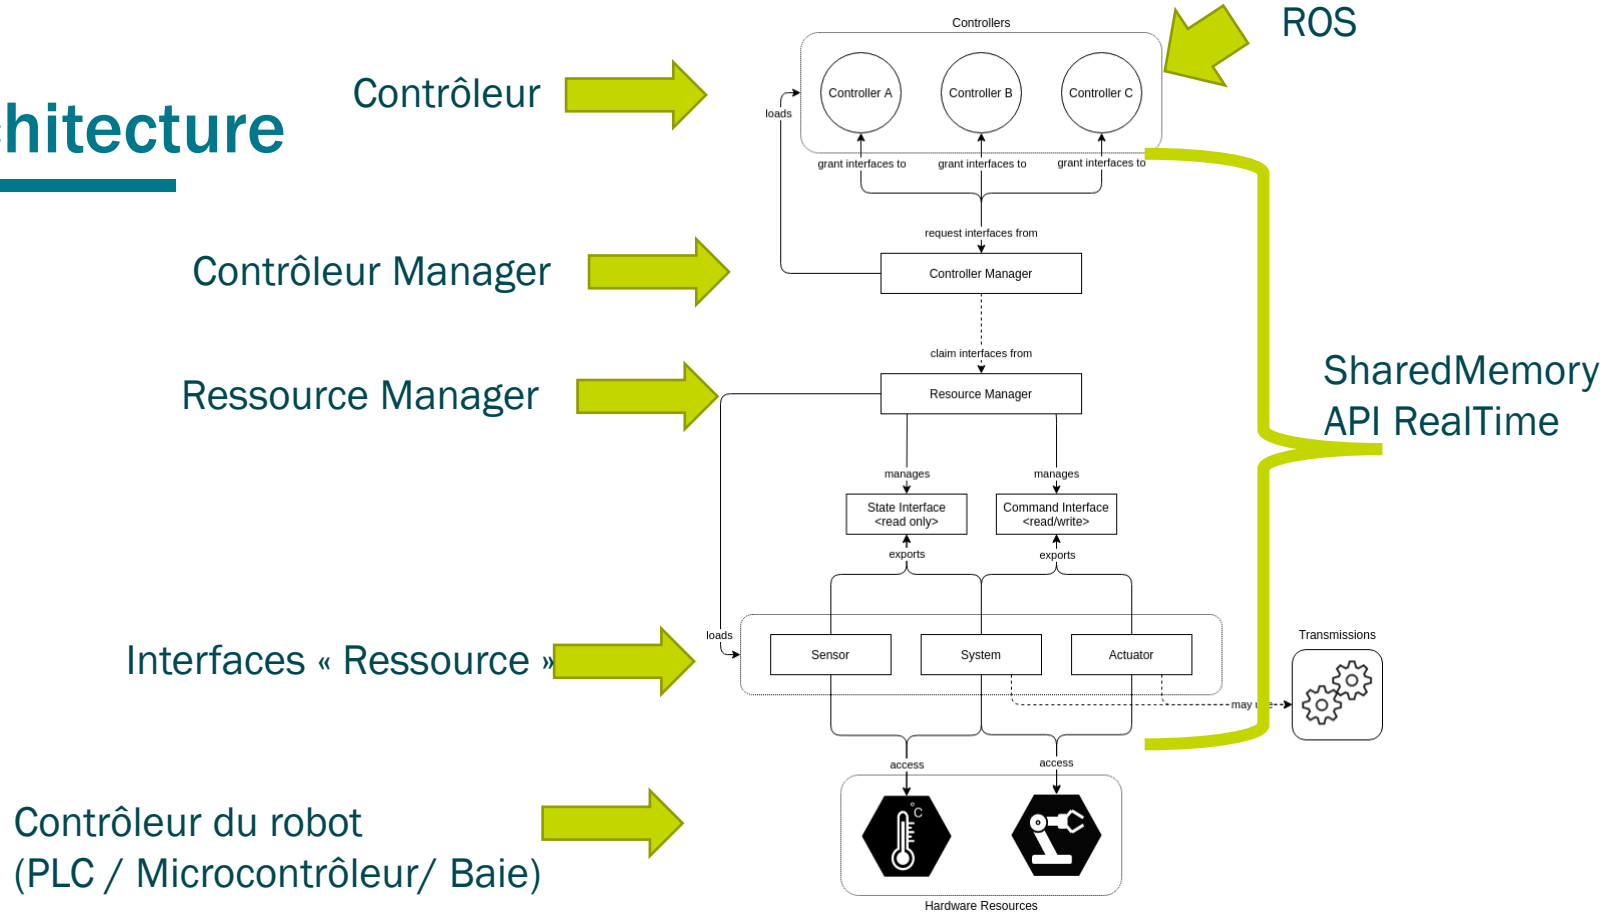 Controllers
ROS
Contrôleur
Controller A
Controller B
Controller C
hitecture
loads
grant interfaces to
grant interfaces to
grant interfaces to
request interfaces from
Contrôleur Manager
Controller Manager
claim interfaces from
Ressource Manager
Resource Manager
SharedMemory
API RealTime
manages
manages
State Interface
<read only>
Command Interface
<read/write>
exports
exports
loads
Interfaces « Ressource »
Sensor
System
Actuator
Transmissions
may use
access
access
°C
Contrôleur du robot
(PLC / Microcontrôleur/ Baie)
Hardware Resources